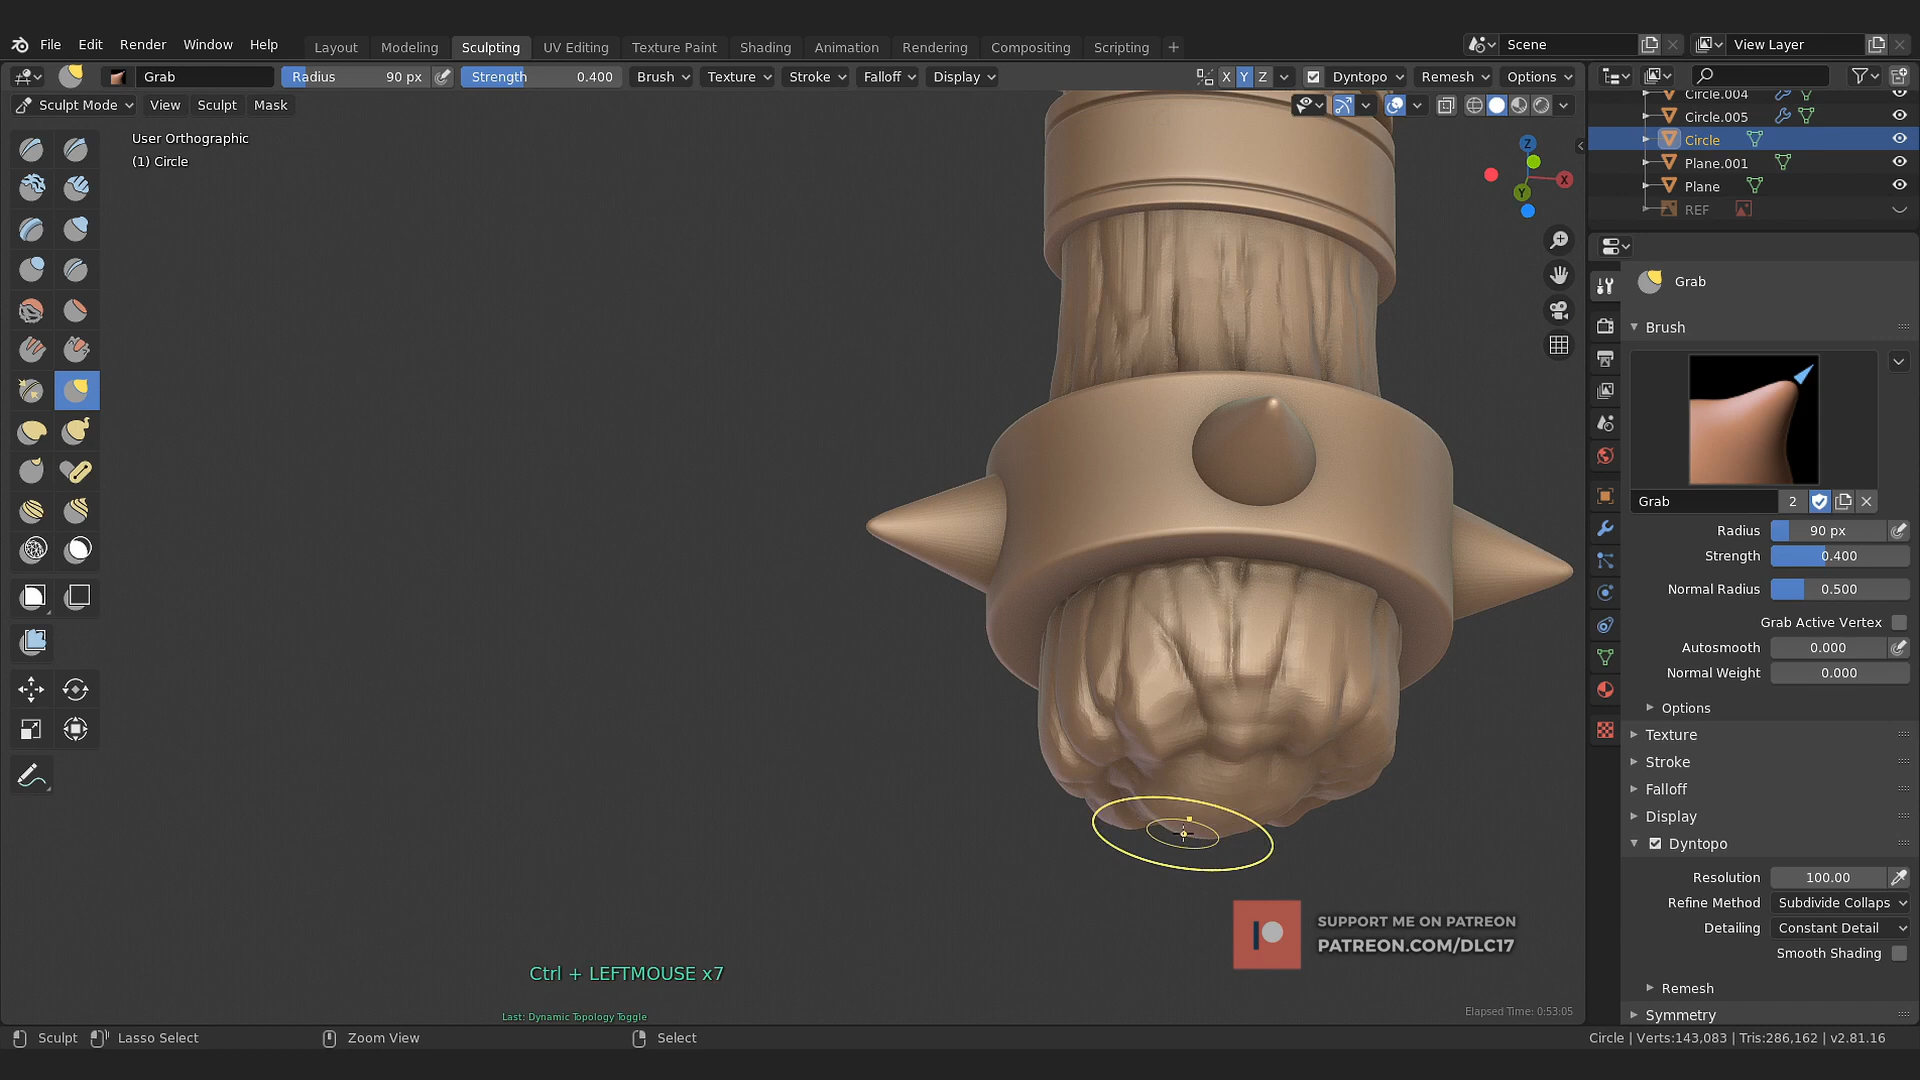 File Edit Render Window Help Layout Modeling Sculpting UV Editing Texture Paint Shading Animation Rendering Compositing Scripting + Scene View Layer
Grab Radius 90 px Strength 0.400 Brush Texture Stroke Falloff Display X Y Z Dyntopo Remesh Options
Sculpt Mode View Sculpt Mask
User Orthographic
(1) Circle
Z
X
Y
Circle.004
Circle.005
Circle
Plane.001
Plane
REF
Grab
Brush
Grab 2
Radius 90 px
Strength 0.400
Normal Radius 0.500
Grab Active Vertex
Autosmooth 0.000
Normal Weight 0.000
Options
Texture
Stroke
Falloff
Display
Dyntopo
Resolution 100.00
Refine Method Subdivide Collaps
Detailing Constant Detail
Smooth Shading
Remesh
Symmetry
SUPPORT ME ON PATREON
PATREON.COM/DLC17
Ctrl + LEFTMOUSE x7
Last: Dynamic Topology Toggle
Elapsed Time: 0:53:05
Sculpt Lasso Select Zoom View Select Circle | Verts:143,083 | Tris:286,162 | v2.81.16